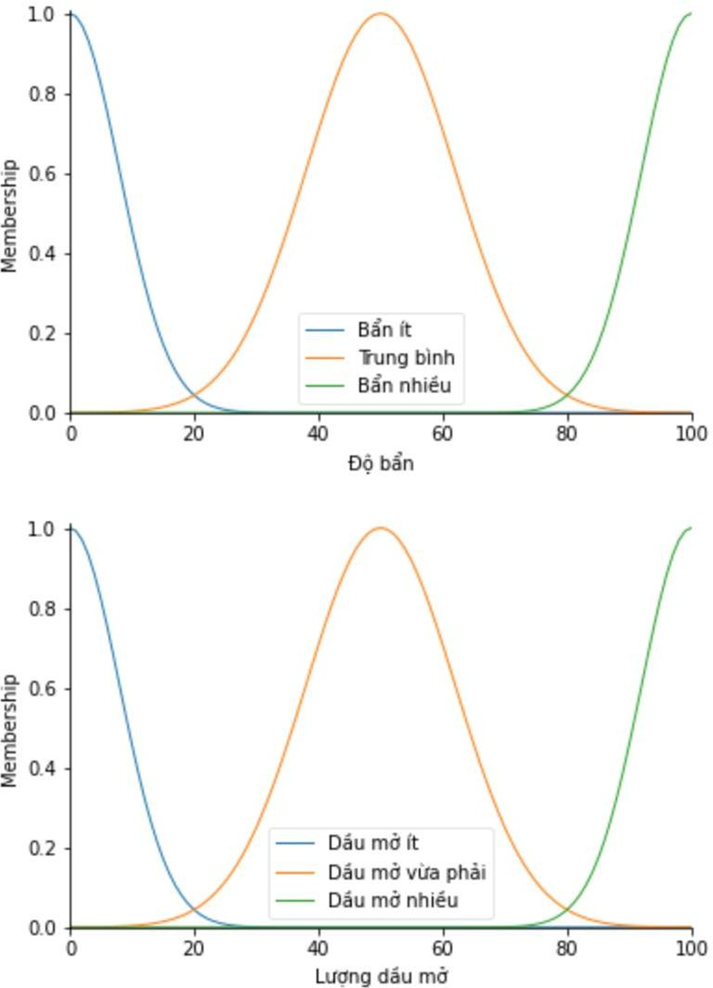 1.0
0.8
0.6
0.4
0.2
0.0
Membership
Bẩn ít
Trung bình
Bẩn nhiều
0 20 40 60 80 100
Độ bẩn
1.0
0.8
0.6
0.4
0.2
0.0
Membership
Dầu mở ít
Dầu mở vừa phải
Dầu mở nhiều
0 20 40 60 80 100
Lượng dầu mở